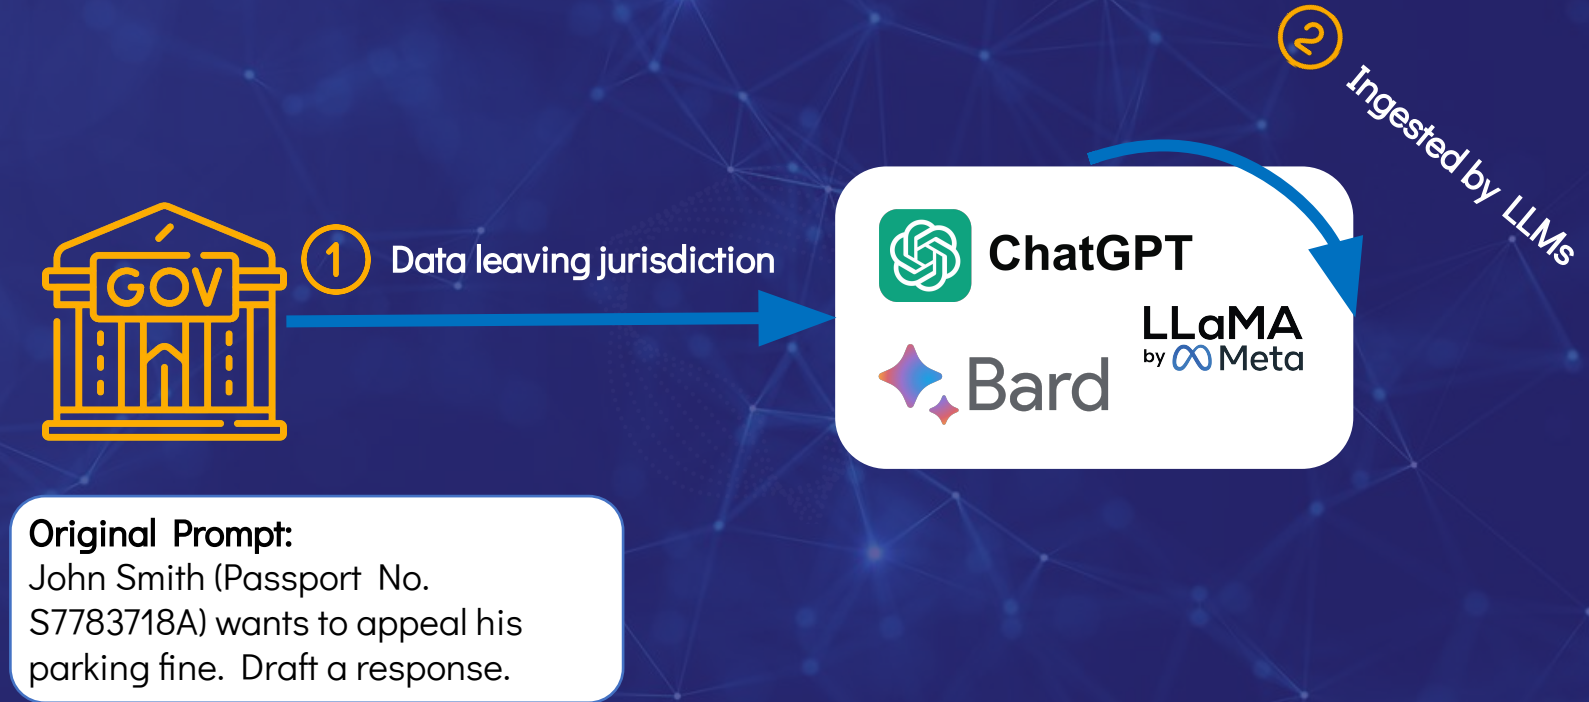 2
Ingested by LLMs
GOV
1
Data leaving jurisdiction
ChatGPT
LLaMA
by Meta
Bard
Original Prompt:
John Smith (Passport No.
S7783718A) wants to appeal his
parking fine. Draft a response.